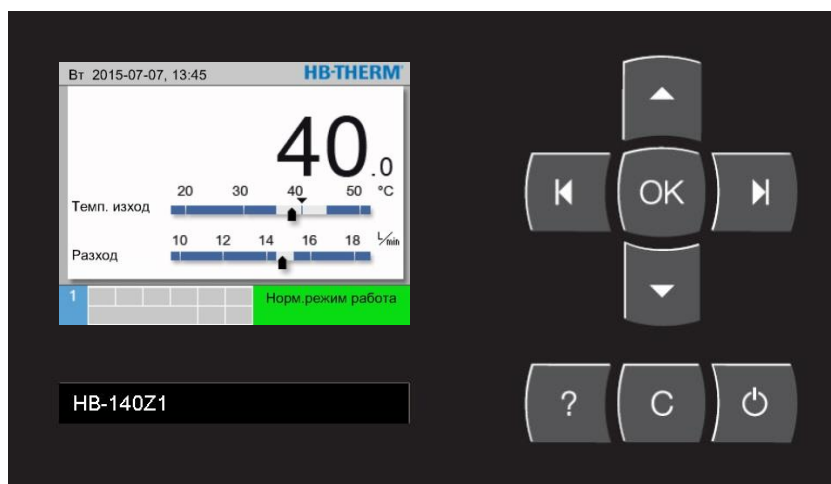 Вт 2015-07-07, 13:45 HB-THERM®
40.0
20 30 40 50 °C
Темп. изход
10 12 14 16 18 L/min
Разход
1 Норм.режим работа
OK
HB-140Z1
? C